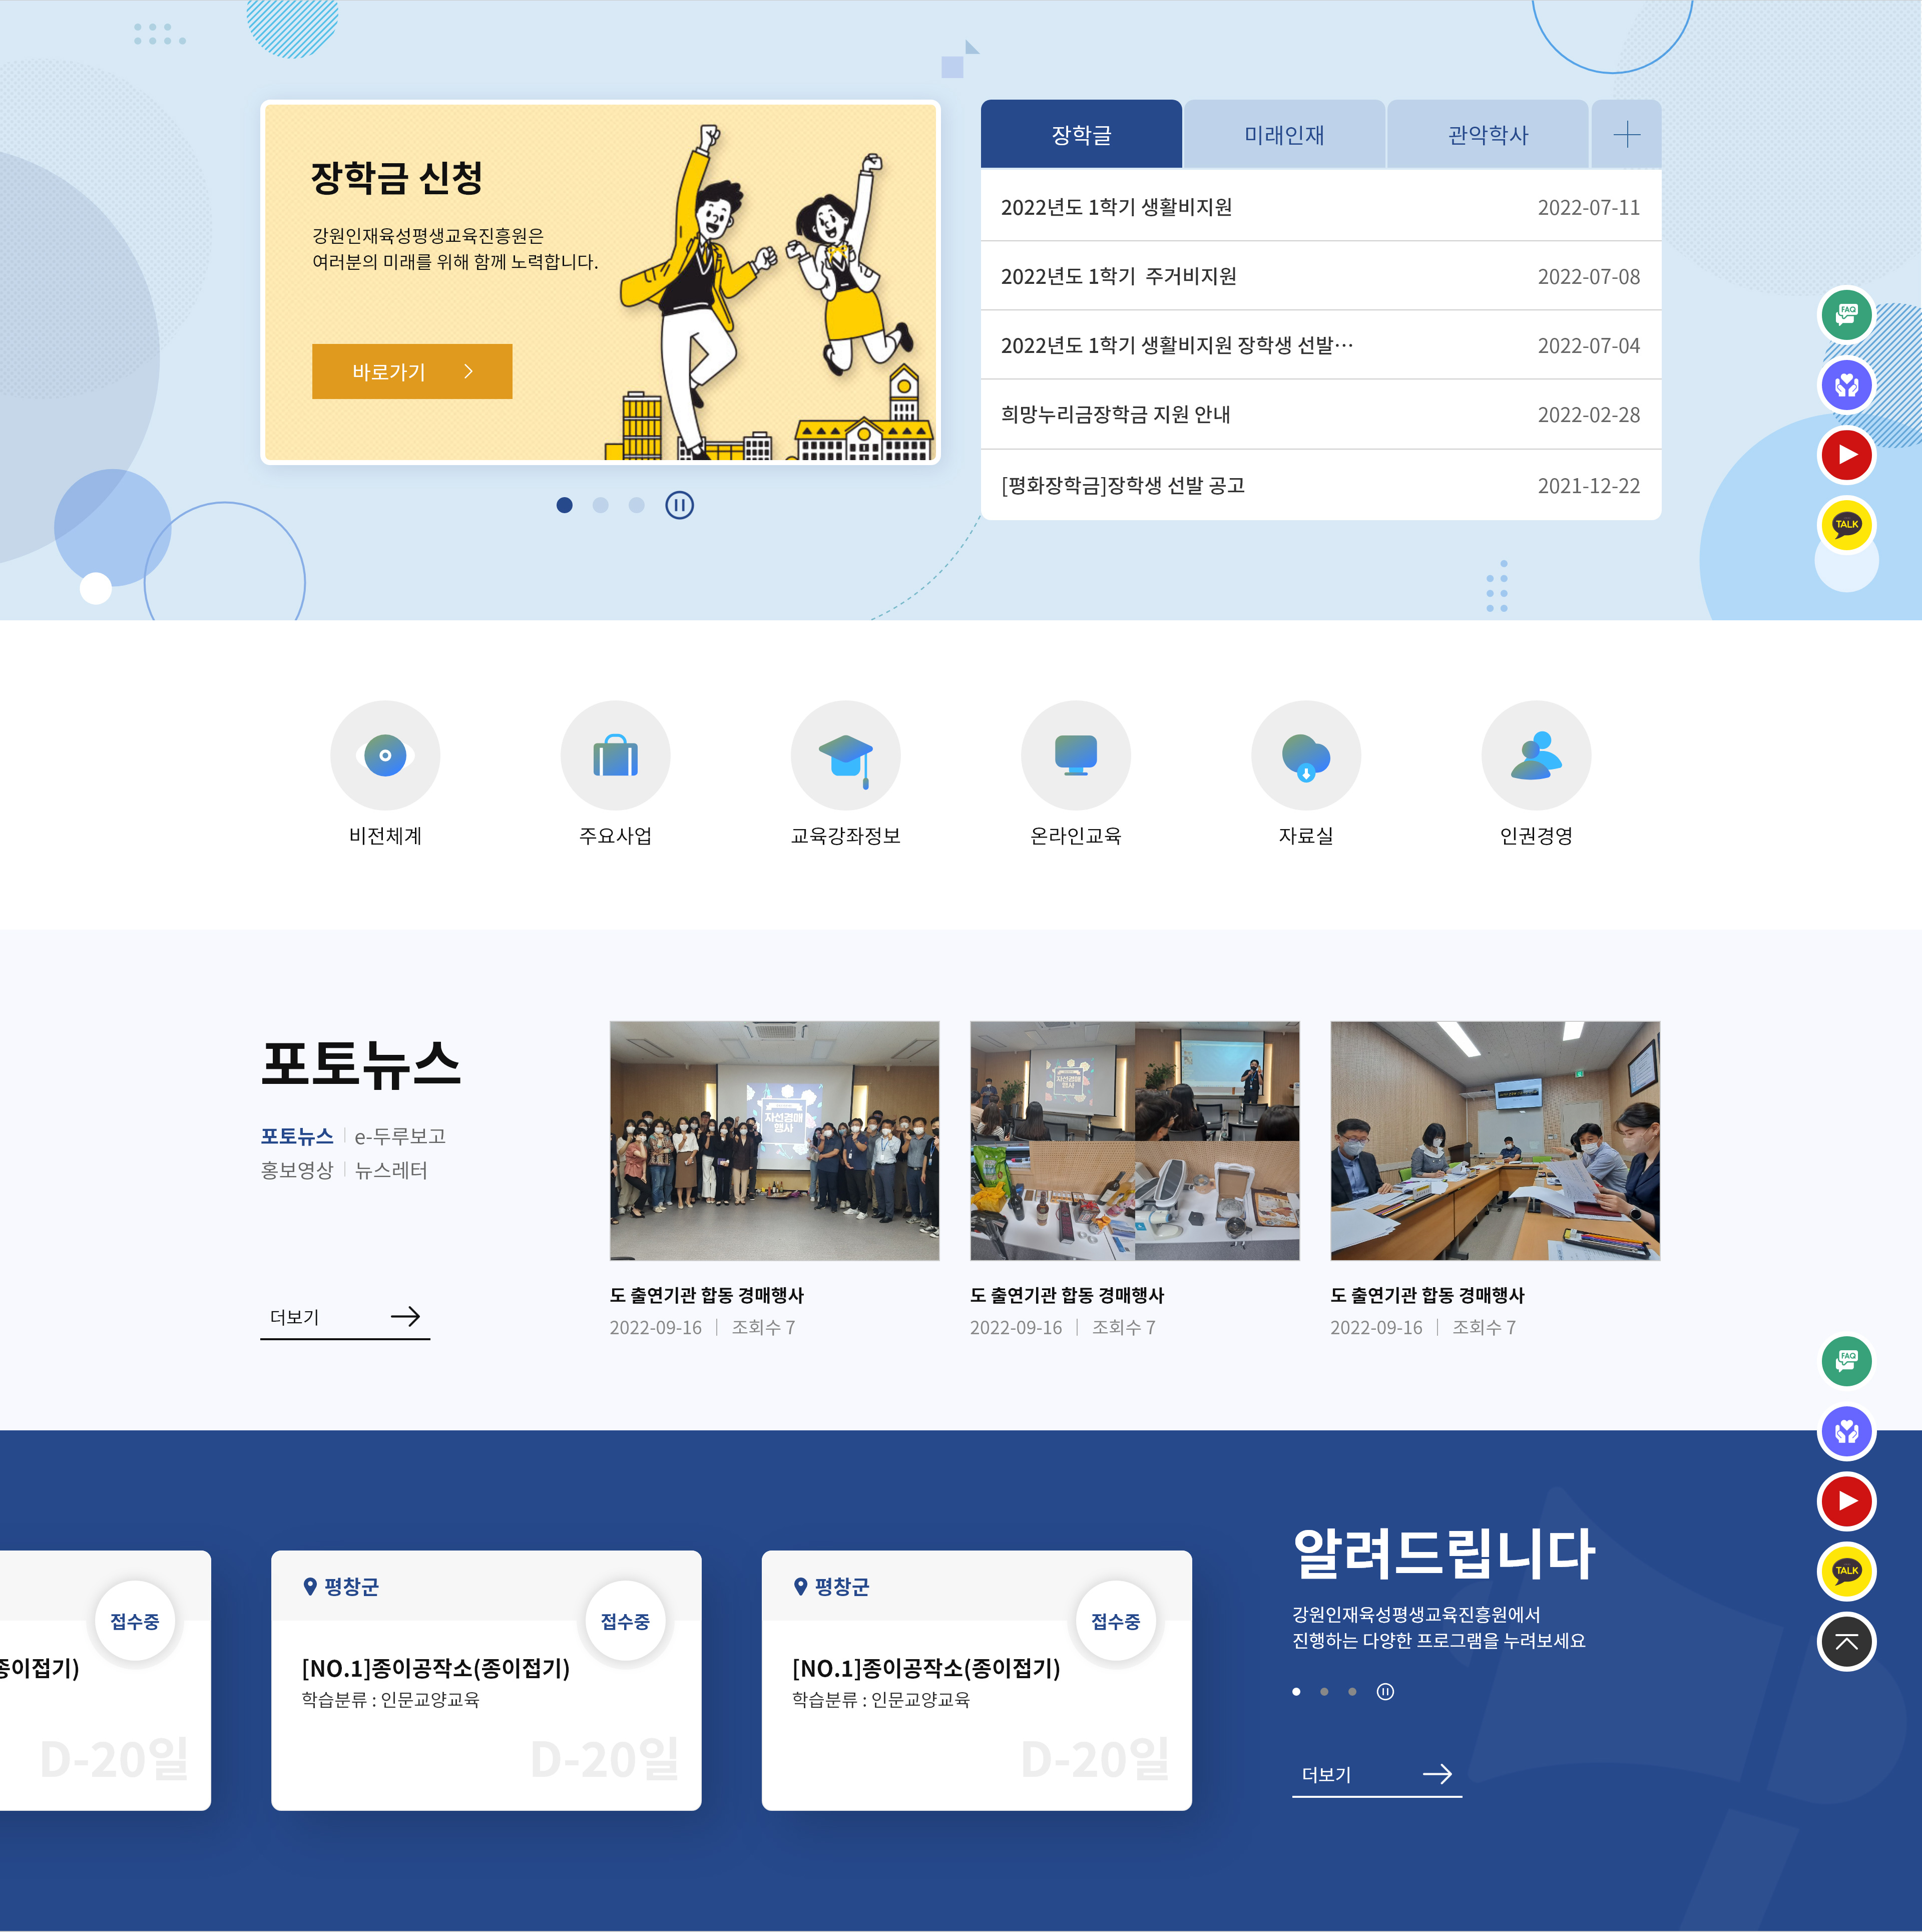 장학금 신청
강원인재육성평생교육진흥원은
여러분의 미래를 위해 함께 노력합니다.
바로가기
장학글
미래인재
관악학사
2022년도 1학기 생활비지원 2022-07-11
2022년도 1학기 주거비지원 2022-07-08
2022년도 1학기 생활비지원 장학생 선발… 2022-07-04
희망누리금장학금 지원 안내 2022-02-28
[평화장학금]장학생 선발 공고 2021-12-22
FAQ
TALK
비전체계
주요사업
교육강좌정보
온라인교육
자료실
인권경영
포토뉴스
포토뉴스 e-두루보고
홍보영상 뉴스레터
더보기
자선경매
행사
자선경매
행사
도 출연기관 합동 경매행사
2022-09-16 조회수 7
도 출연기관 합동 경매행사
2022-09-16 조회수 7
도 출연기관 합동 경매행사
2022-09-16 조회수 7
FAQ
TALK
접수중
종이접기)
D-20일
평창군
접수중
[NO.1]종이공작소(종이접기)
학습분류 : 인문교양교육
D-20일
평창군
접수중
[NO.1]종이공작소(종이접기)
학습분류 : 인문교양교육
D-20일
알려드립니다
강원인재육성평생교육진흥원에서
진행하는 다양한 프로그램을 누려보세요
더보기